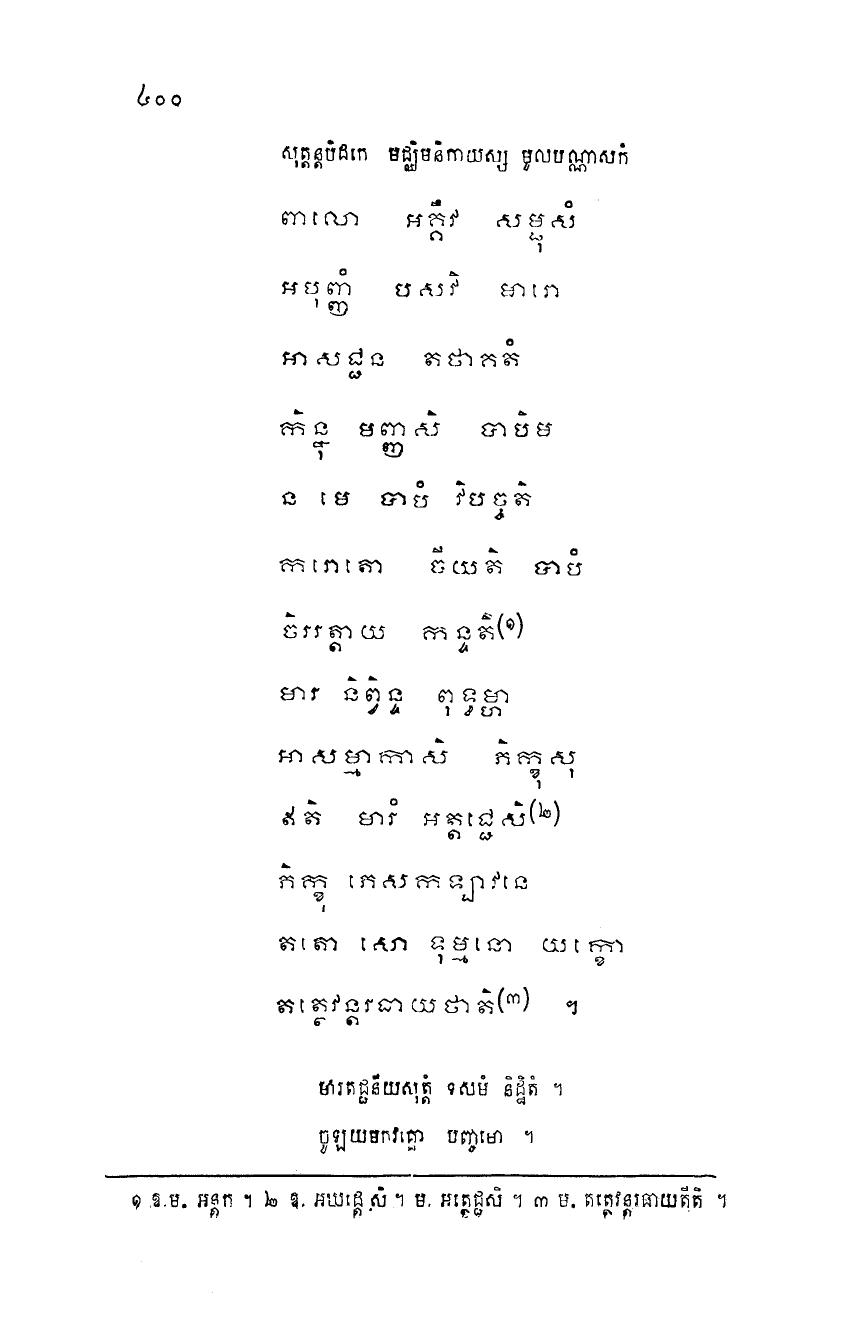 ៤០០
សុត្តន្តបិដកេ មជ្ឈិមនិកាយស្ស មូលបណ្ណាសកំ
ពាលោ អគ្គឹវ សម្ផុសំ
អបុញ្ញំ បសវិ មារោ
អាសជ្ជន តថាគតំ
កិន្នុ មញ្ញសិ បាបិម
ន មេ បាបំ វិបច្ចតិ
ករោតោ ចីយតិ បាបំ
ចិររត្តាយ កន្ទតិ(១)
មារ និព្វិន្ទ ពុទ្ធម្ហា
អាសម្មាកាសិ ភិក្ខុសុ
ឥតិ មារំ អតជ្ជេសិ(២)
ភិក្ខុ ភេសកឡាវនេ
តតោ សោ ទុម្មនោ យក្ខោ
តត្ថេវន្តរធាយថាតិ(៣) ។
មារតជ្ជនីយសុត្តំ ទសមំ និដ្ឋិតំ ។
ចូឡយមកវគ្គោ បញ្ចមោ ។
១ ឱ.ម. អន្តក ។ ២ ឱ. អឃដ្តេសិ ។ ម. អតជ្ជេសិ ។ ៣ ម. តត្ថេវន្តរធាយតីតិ ។